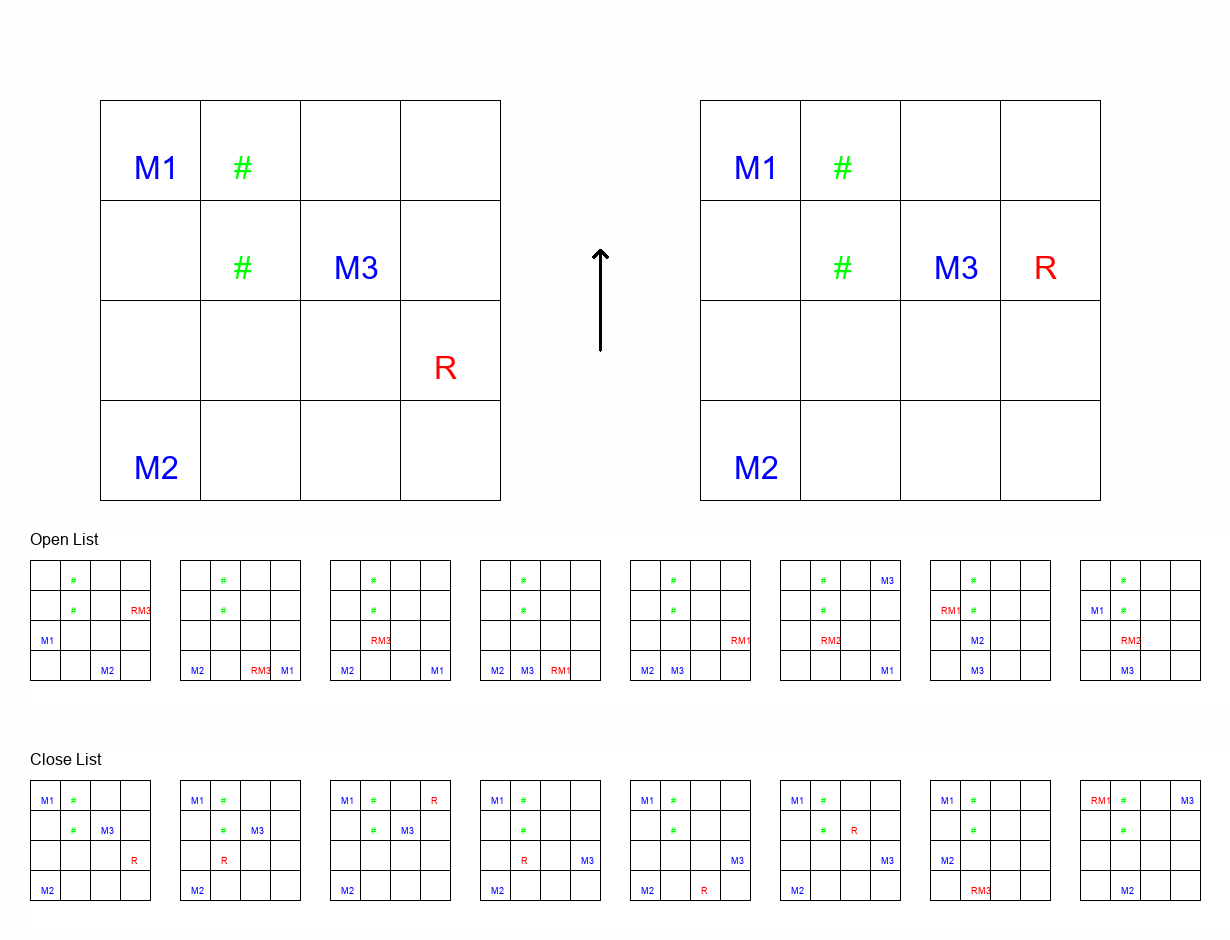 M1 # M1 #
# M3 # M3 R
R
M2 M2
Open List
# # # # # # M3 # #
# RM3 # # # # # RM1 # M1 #
M1 RM3 RM1 RM2 M2 RM2
M2 M2 RM3 M1 M2 M1 M2 M3 RM1 M2 M3 M1 M3 M3
Close List
M1 # M1 # M1 # R M1 # M1 # M1 # M1 # RM1 # M3
# M3 # M3 # M3 # # # R # #
R R R M3 M3 M3 M2
M2 M2 M2 M2 M2 R M2 RM3 M2